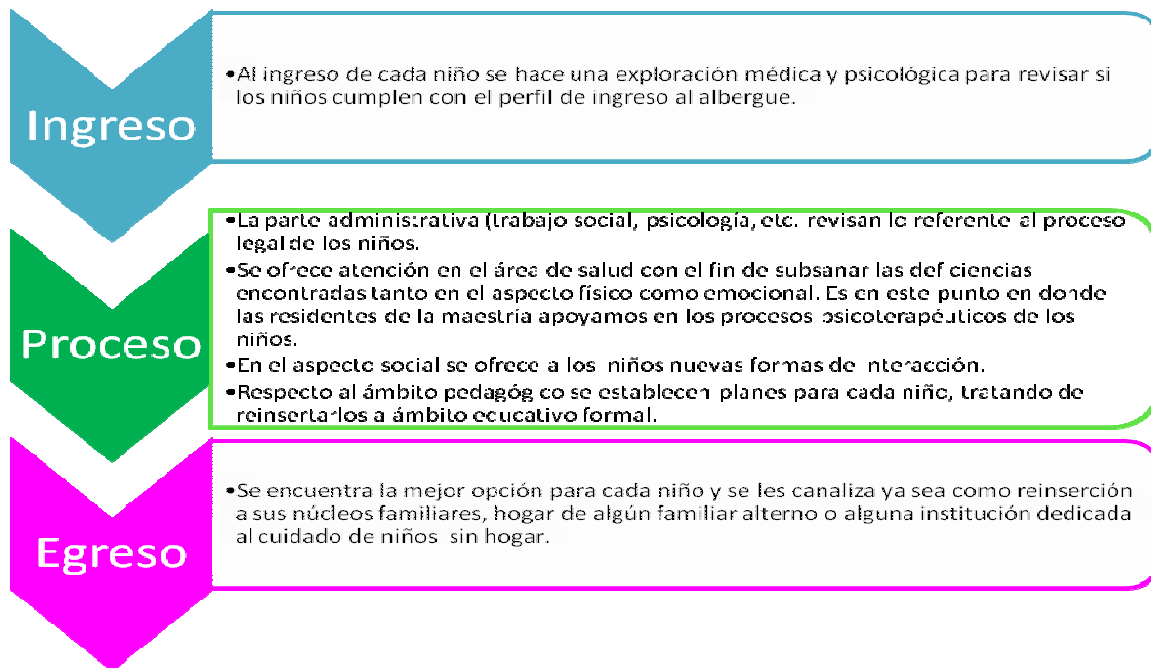 Ingreso
•Al ingreso de cada niño se hace una exploración médica y psicológica para revisar si
los niños cumplen con el perfil de ingreso al albergue.
Proceso
•La parte administrativa (trabajo social, psicología, etc. revisan lo referente al proceso
legal de los niños.
•Se ofrece atención en el área de salud con el fin de subsanar las deficiencias
encontradas tanto en el aspecto físico como emocional. Es en este punto en donde
las residentes de la maestría apoyamos en los procesos psicoterapéuticos de los
niños.
•En el aspecto social se ofrece a los niños nuevas formas de interacción.
•Respecto al ámbito pedagógico se establecen planes para cada niño, tratando de
reinsertarlos a ámbito educativo formal.
Egreso
•Se encuentra la mejor opción para cada niño y se les canaliza ya sea como reinserción
a sus núcleos familiares, hogar de algún familiar alterno o alguna institución dedicada
al cuidado de niños sin hogar.